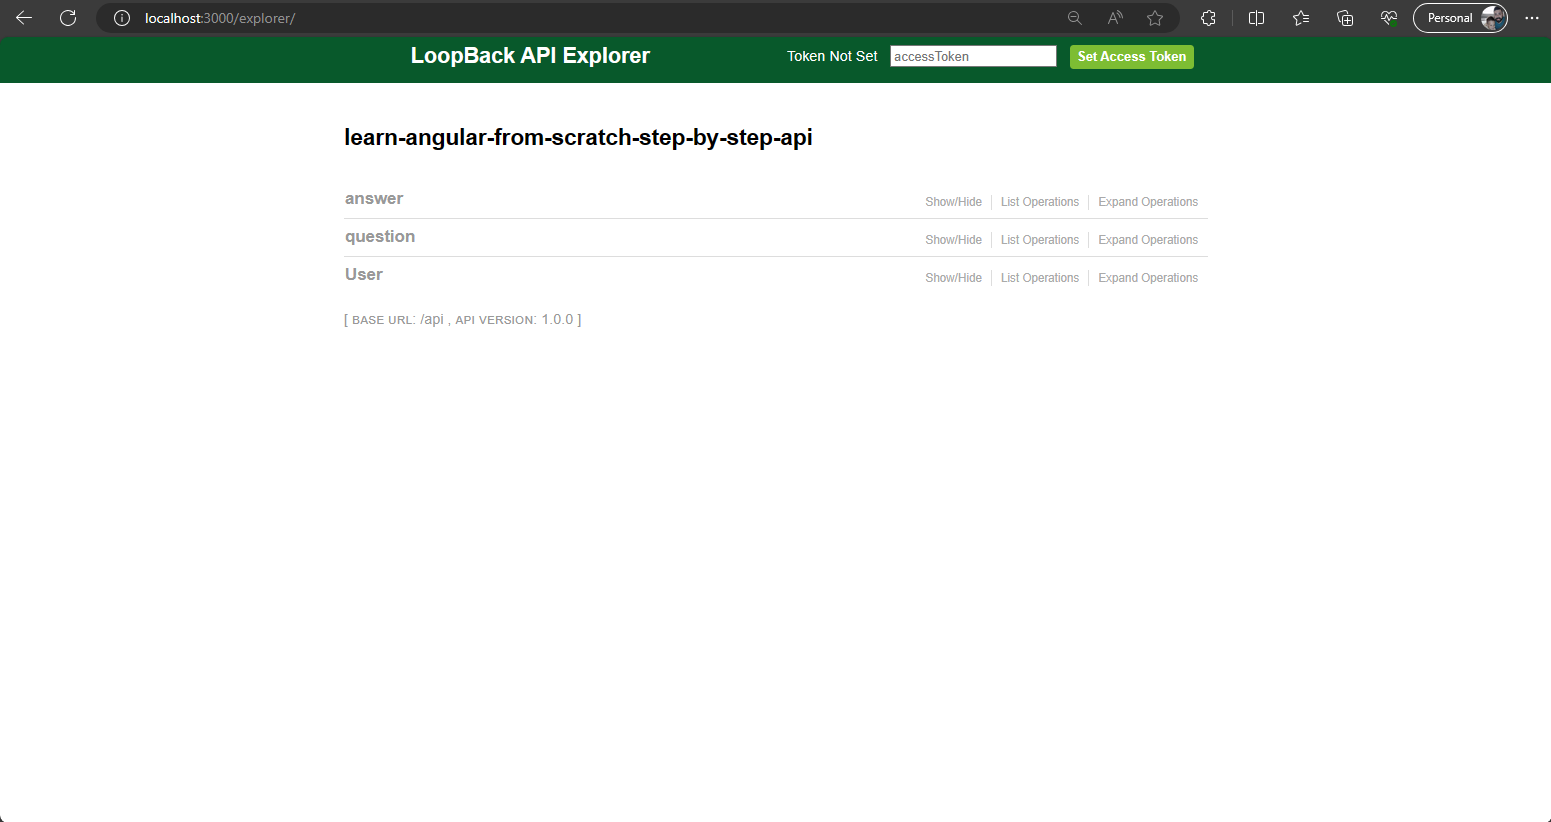 localhost:3000/explorer/
Personal
LoopBack API Explorer
Token Not Set
accessToken
Set Access Token
learn-angular-from-scratch-step-by-step-api
answer
Show/Hide
List Operations
Expand Operations
question
Show/Hide
List Operations
Expand Operations
User
Show/Hide
List Operations
Expand Operations
[ BASE URL: /api , API VERSION: 1.0.0 ]